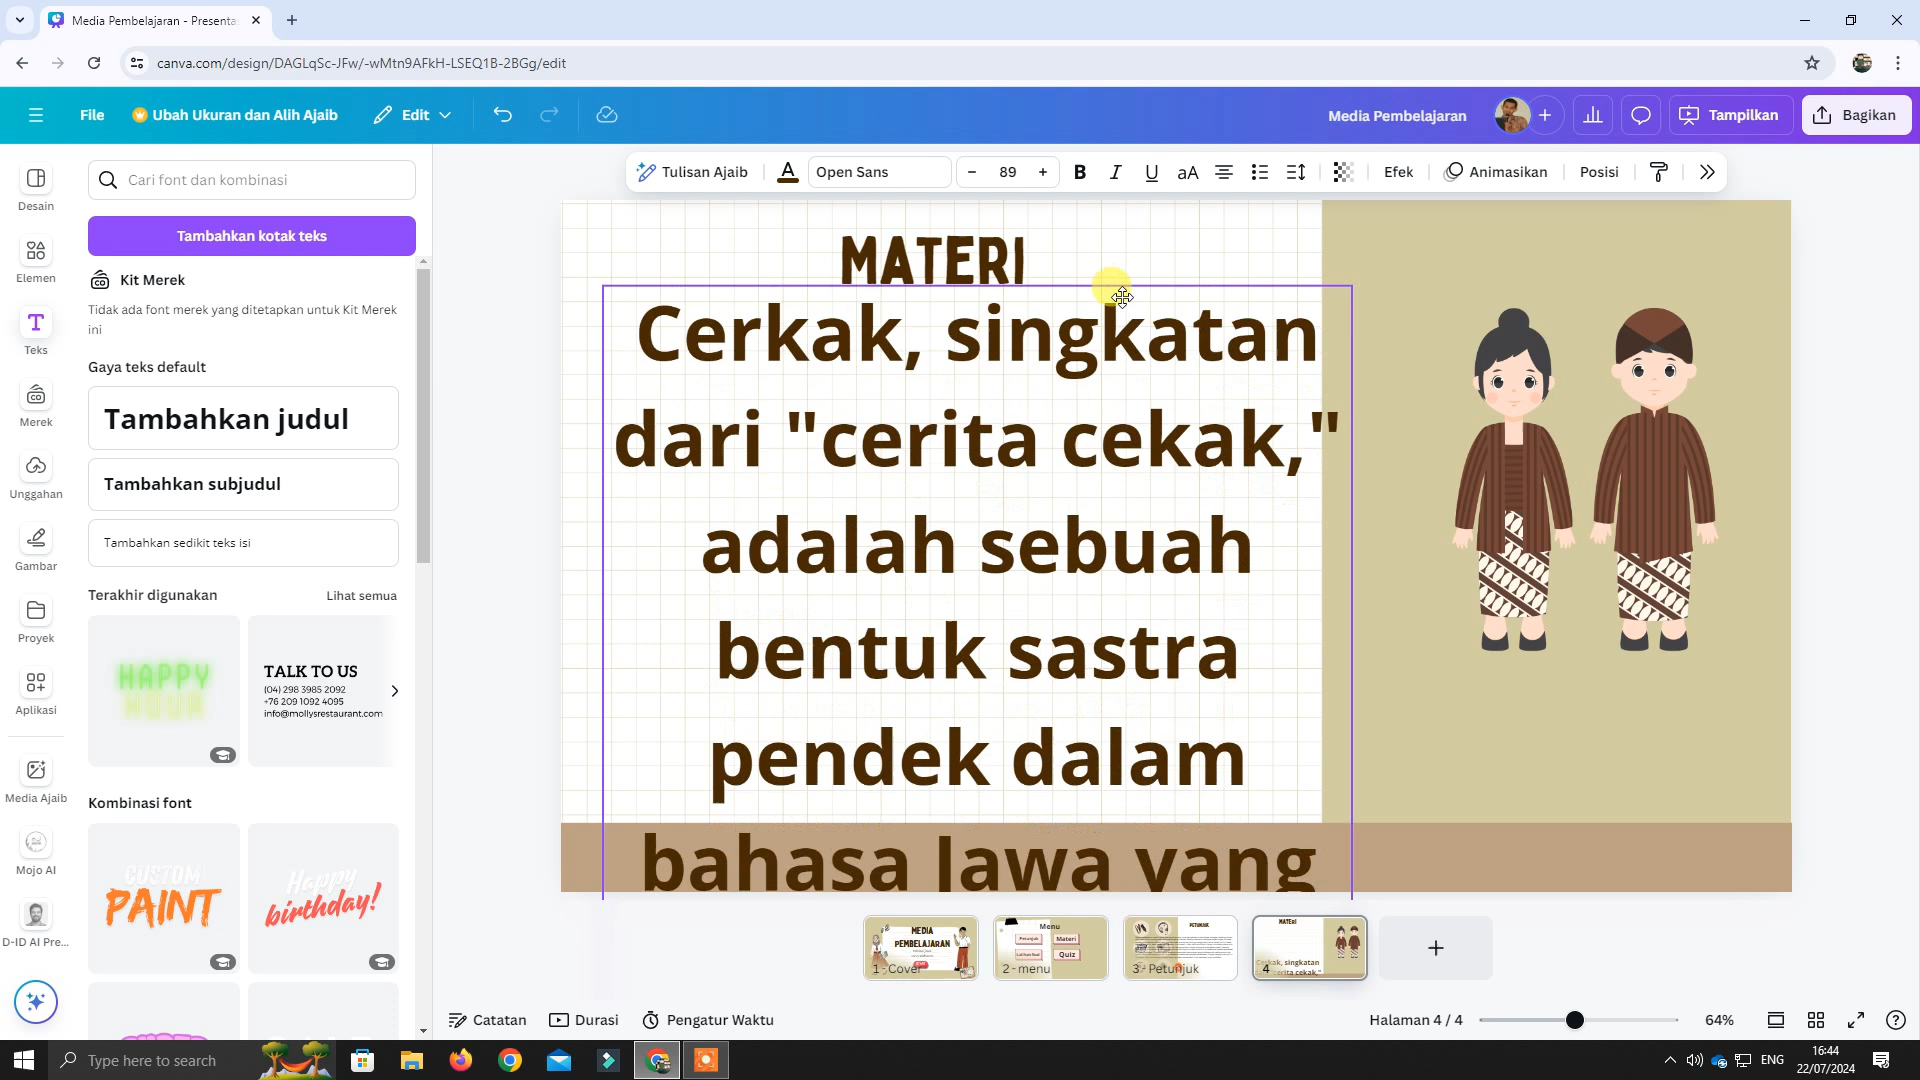 Media Pembelajaran - Presenta
canva.com/design/DAGLqSc-JFw/-wMtn9AFkH-LSEQ1B-2BGg/edit
File
Ubah Ukuran dan Alih Ajaib
Edit
Media Pembelajaran
Tampilkan
Bagikan
Desain
Elemen
Teks
Merek
Unggahan
Gambar
Proyek
Aplikasi
Media Ajaib
Mojo AI
D-ID AI Pre...
Cari font dan kombinasi
Tambahkan kotak teks
Kit Merek
Tidak ada font merek yang ditetapkan untuk Kit Merek
ini
Gaya teks default
Tambahkan judul
Tambahkan subjudul
Tambahkan sedikit teks isi
Terakhir digunakan
Lihat semua
HAPPY
HOUR
TALK TO US
(04) 298 3985 2092
+76 209 1092 4095
info@mollysrestaurant.com
Kombinasi font
CUSTOM
PAINT
Happy
birthday!
Tulisan Ajaib
A
Open Sans
- 89 +
B
I
U
aA
Efek
Animasikan
Posisi
MATERI
Cerkak, singkatan
dari "cerita cekak,"
adalah sebuah
bentuk sastra
pendek dalam
bahasa Jawa yang
MEDIA
PEMBELAJARAN
1 - Cover
Menu
Petunjuk
Materi
Quiz
2 - menu
PETUNJUK
3 - Petunjuk
MATERI
Cerkak, singkatan
dari "cerita cekak,"
4
Catatan
Durasi
Pengatur Waktu
Halaman 4 / 4
64%
Type here to search
ENG
16:44
22/07/2024